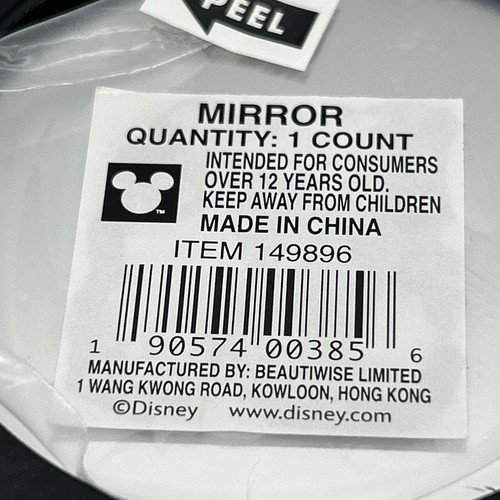 PEEL
MIRROR
QUANTITY: 1 COUNT
INTENDED FOR CONSUMERS
OVER 12 YEARS OLD.
KEEP AWAY FROM CHILDREN
TM
MADE IN CHINA
ITEM 149896
1 90574 00385 6
MANUFACTURED BY: BEAUTIWISE LIMITED
1 WANG KWONG ROAD, KOWLOON, HONG KONG
©Disney www.disney.com